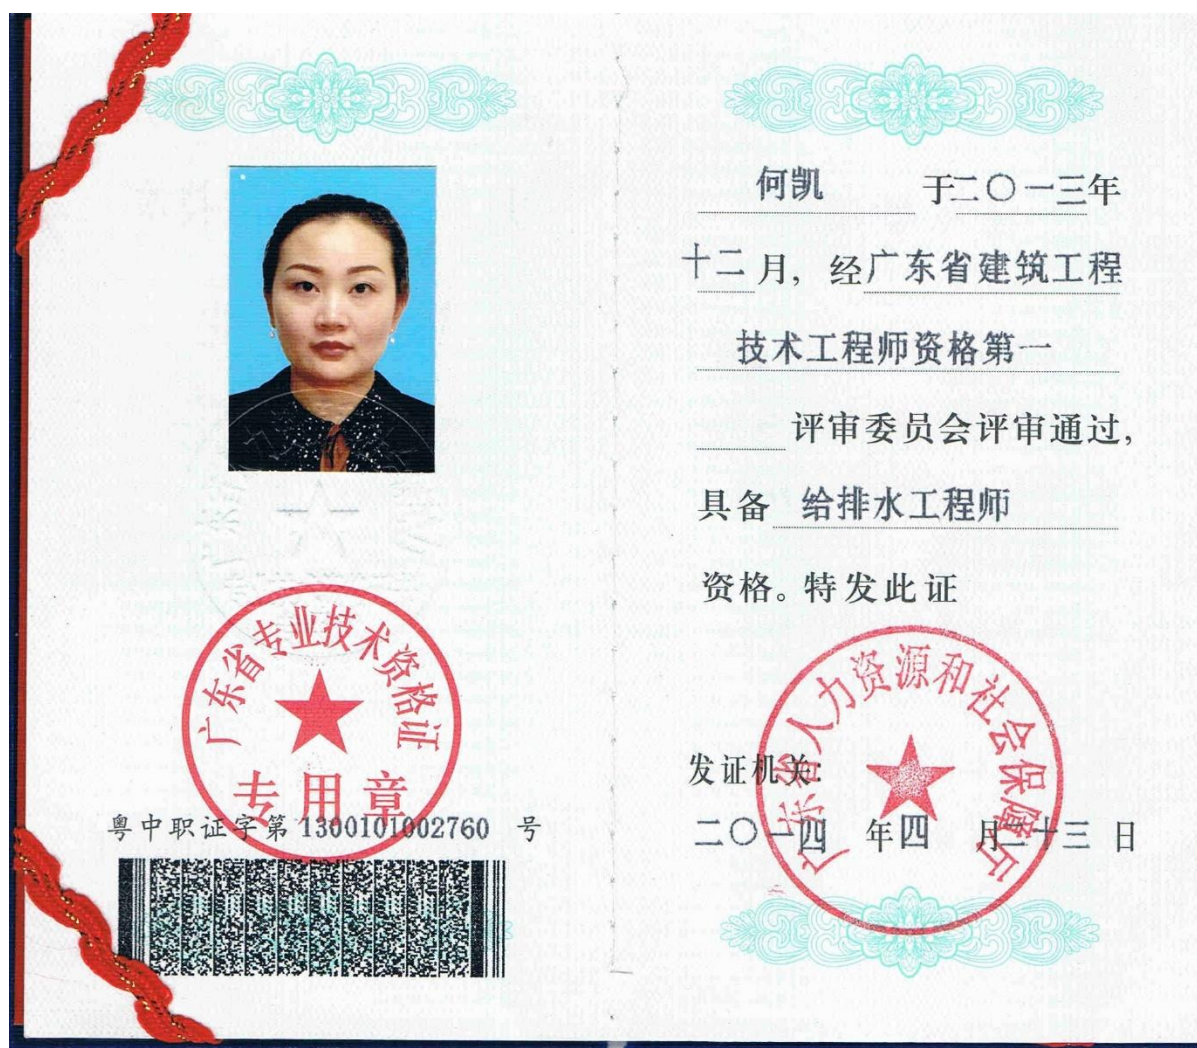 广东省专业技术资格证
专用章
粤中职证字第 1300101002760 号
何凯 于二〇一三年
十二月，经广东省建筑工程
技术工程师资格第一
评审委员会评审通过，
具备 给排水工程师
资格。特发此证
广东省人力资源和社会保障厅
发证机关：
二〇一四 年四 月二十三 日